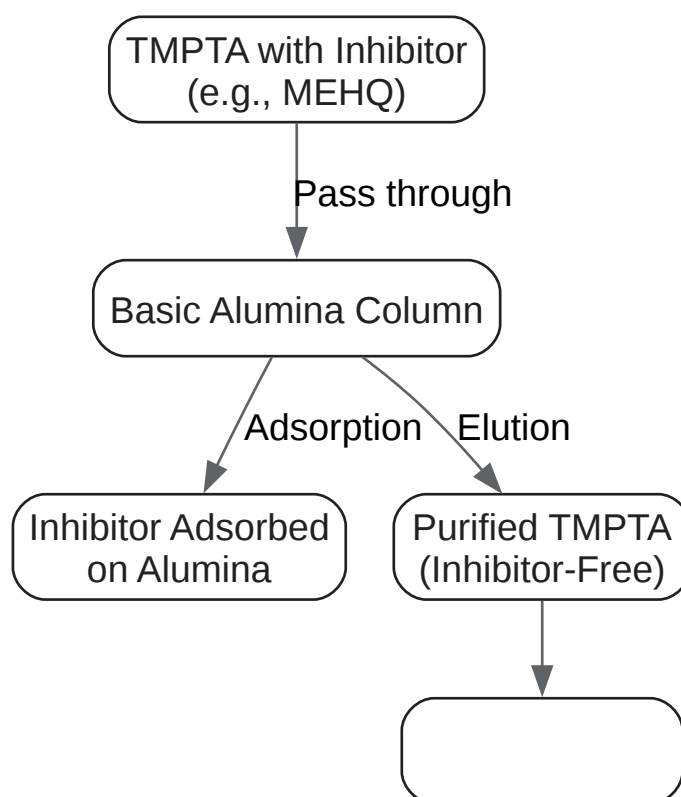 TMPTA with Inhibitor
(e.g., MEHQ)
Pass through
Basic Alumina Column
Adsorption
Elution
Inhibitor Adsorbed
on Alumina
Purified TMPTA
(Inhibitor-Free)